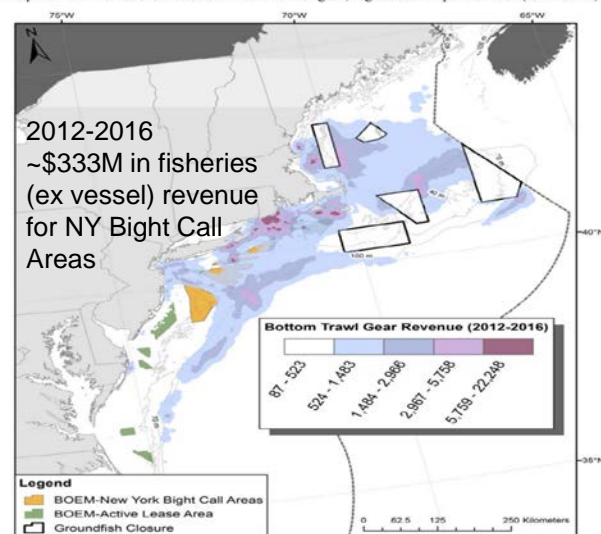 75°W 70°W 65°W
N
2012-2016
~$333M in fisheries
(ex vessel) revenue
for NY Bight Call
Areas
40°N
100 m
Bottom Trawl Gear Revenue (2012-2016)
87 - 523
524 - 1,483
1,484 - 2,966
2,967 - 5,758
5,759 - 22,248
35°N
Legend
BOEM-New York Bight Call Areas
BOEM-Active Lease Area
Groundfish Closure
0 62.5 125 250 Kilometers